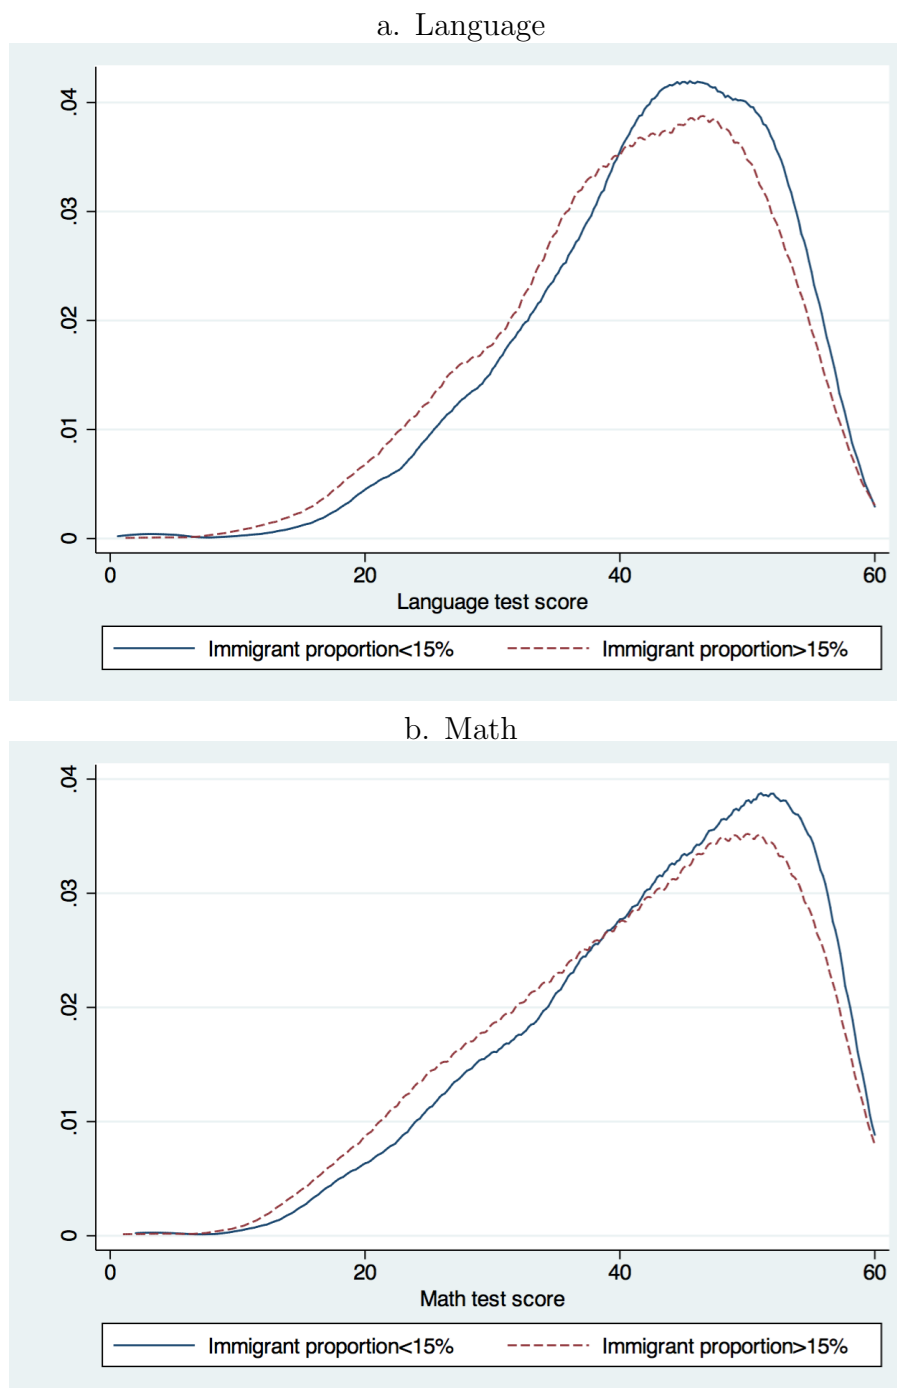 a. Language
.04
.03
.02
.01
0
0 20 40 60
Language test score
Immigrant proportion<15% Immigrant proportion>15%
b. Math
.04
.03
.02
.01
0
0 20 40 60
Math test score
Immigrant proportion<15% Immigrant proportion>15%